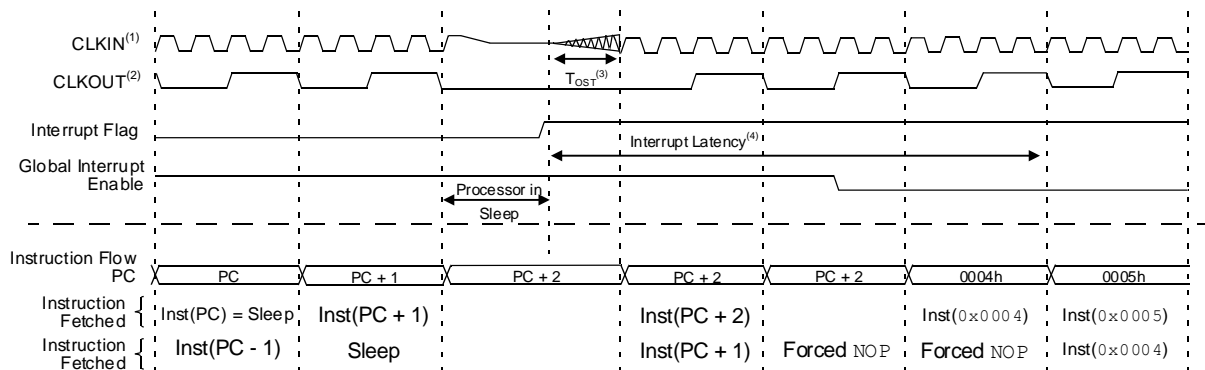 CLKIN(1)
CLKOUT(2)
TOST(3)
Interrupt Flag
Interrupt Latency(4)
Global Interrupt
Enable
Processor in
Sleep
Instruction Flow
PC PC PC + 1 PC + 2 PC + 2 PC + 2 0004h 0005h
Instruction
Fetched { Inst(PC) = Sleep Inst(PC + 1) Inst(PC + 2) Inst(0x0004) Inst(0x0005)
Instruction
Fetched { Inst(PC - 1) Sleep Inst(PC + 1) Forced NOP Forced NOP Inst(0x0004)